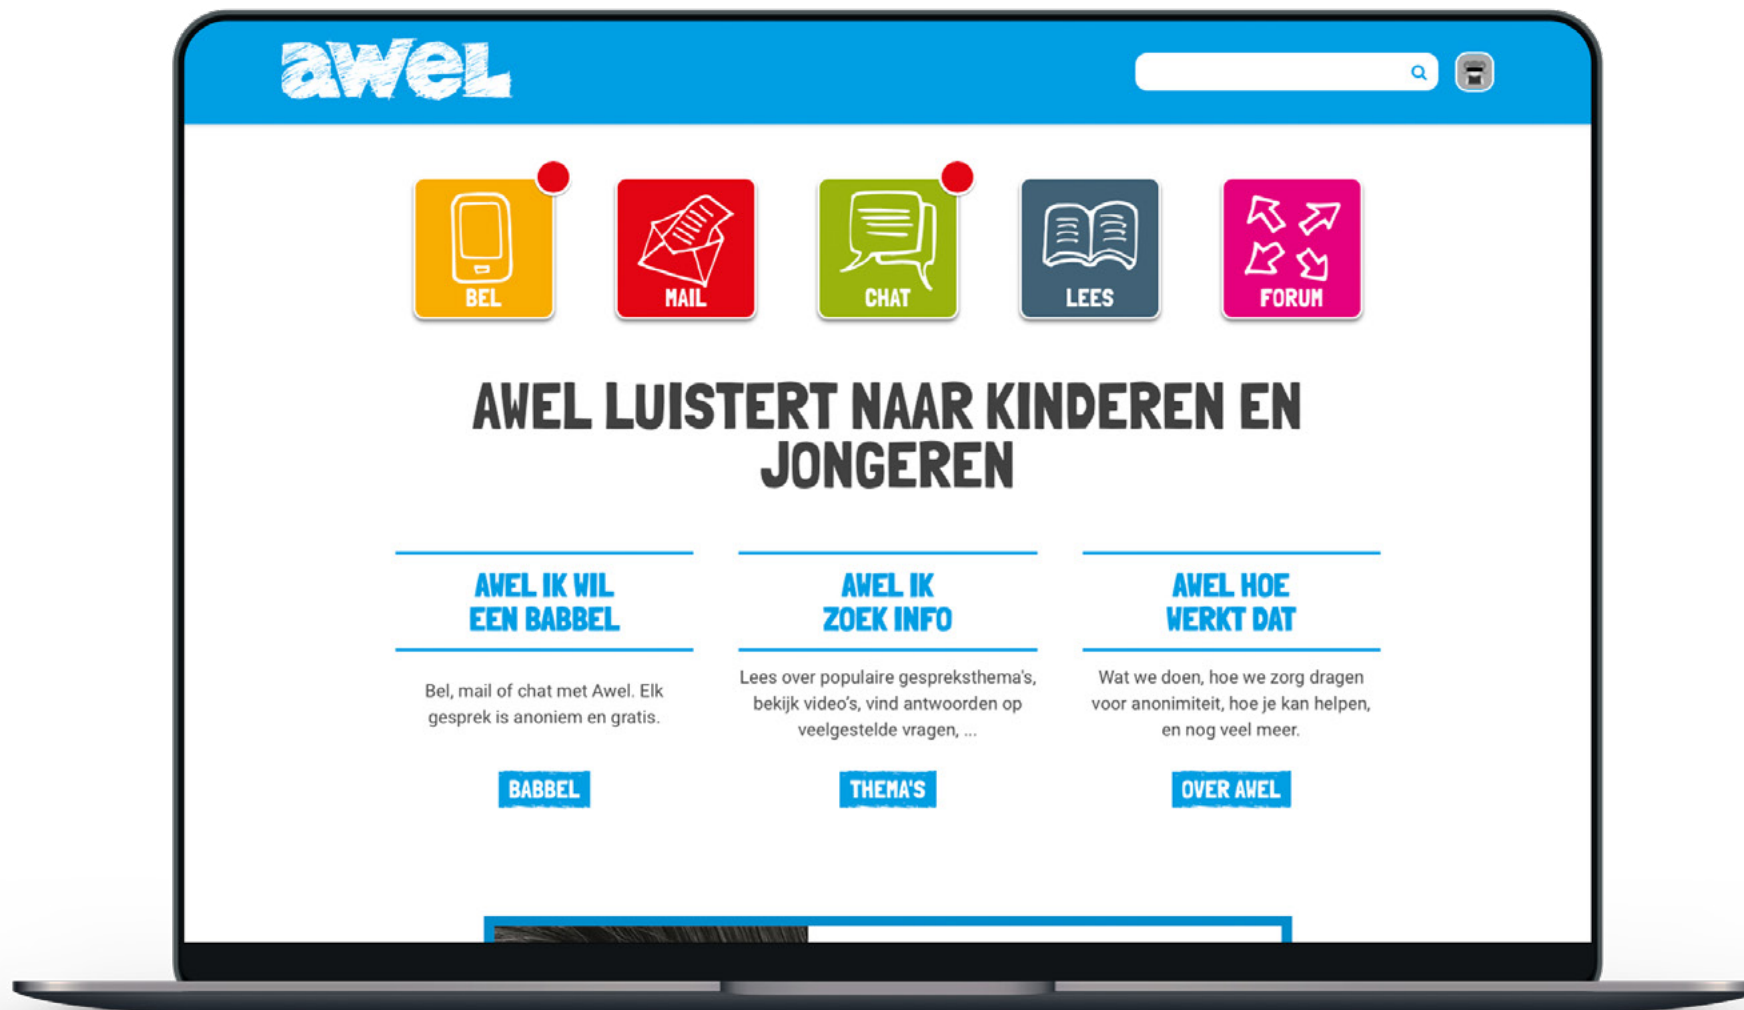 awel
BEL
MAIL
CHAT
LEES
FORUM
AWEL LUISTERT NAAR KINDEREN EN
JONGEREN
AWEL IK WIL
EEN BABBEL
Bel, mail of chat met Awel. Elk
gesprek is anoniem en gratis.
BABBEL
AWEL IK
ZOEK INFO
Lees over populaire gespreksthema's,
bekijk video's, vind antwoorden op
veelgestelde vragen, ...
THEMA'S
AWEL HOE
WERKT DAT
Wat we doen, hoe we zorg dragen
voor anonimiteit, hoe je kan helpen,
en nog veel meer.
OVER AWEL